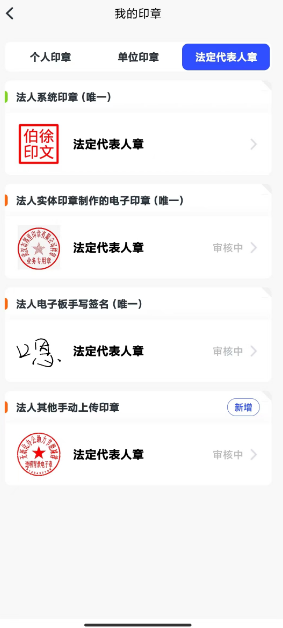 我的印章
个人印章 单位印章 法定代表人章
法人系统印章 (唯一)
伯徐
印文
法定代表人章
法人实体印章制作的电子印章 (唯一)
业务专用章
法定代表人章 审核中
法人电子板手写签名 (唯一)
法定代表人章 审核中
法人其他手动上传印章 新增
法定代表人章 审核中